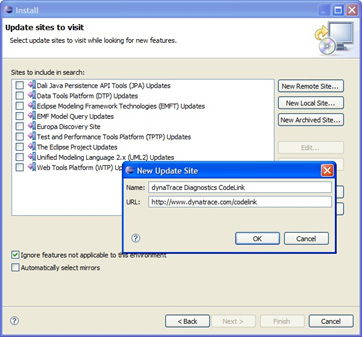 Install
Update sites to visit
Select update sites to visit while looking for new features.
Sites to include in search:
Dali Java Persistence API Tools (JPA) Updates
Data Tools Platform (DTP) Updates
Eclipse Modeling Framework Technologies (EMFT) Updates
EMF Model Query Updates
Europa Discovery Site
Test and Performance Tools Platform (TPTP) Updates
The Eclipse Project Updates
Unified Modeling Language 2.x (UML2) Updates
Web Tools Platform (WTP) Up
New Remote Site...
New Local Site...
New Archived Site...
Edit...
New Update Site
Name: dynaTrace Diagnostics CodeLink
URL: http://www.dynatrace.com/codelink
OK Cancel
Ignore features not applicable to this environment
Automatically select mirrors
< Back Next > Finish Cancel